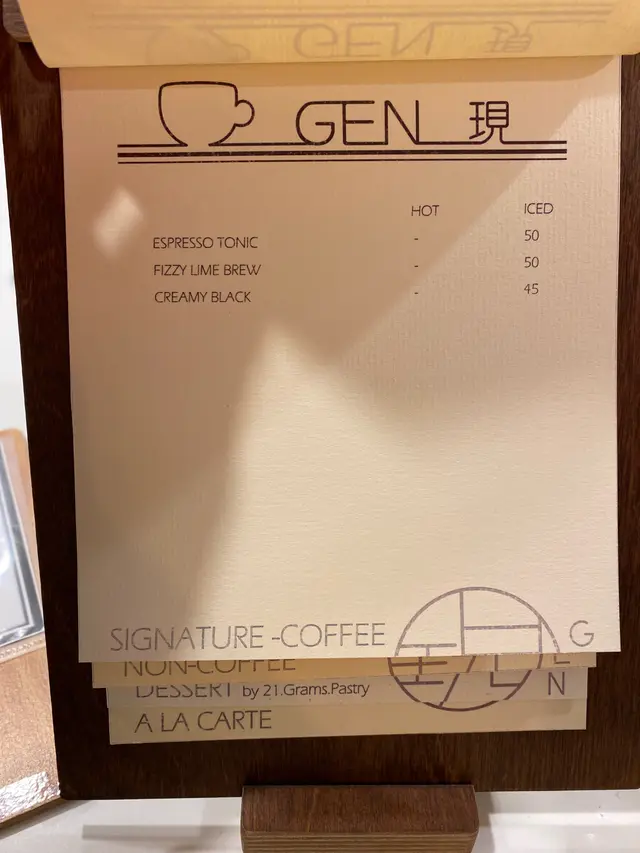 GEN 現
HOT ICED
ESPRESSO TONIC - 50
FIZZY LIME BREW - 50
CREAMY BLACK - 45
SIGNATURE -COFFEE
NON-COFFEE
DESSERT by 21.Grams.Pastry
A LA CARTE
現
G
E
N